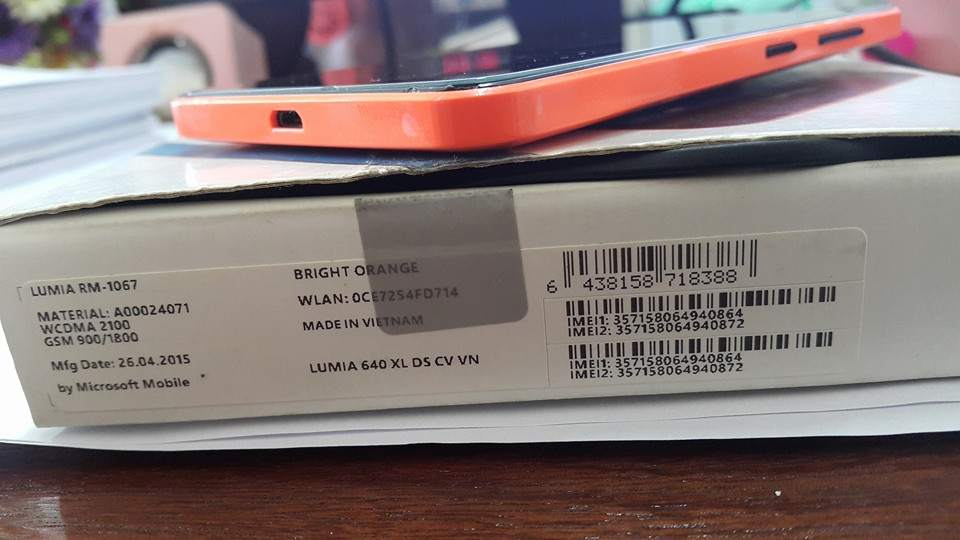 LUMIA RM-1067
MATERIAL: A00024071
WCDMA 2100
GSM 900/1800
Mfg Date: 26.04.2015
by Microsoft Mobile
BRIGHT ORANGE
WLAN: 0CE7254FD714
MADE IN VIETNAM
LUMIA 640 XL DS CV VN
6 438158 718388
IMEI1: 357158064940864
IMEI2: 357158064940872
IMEI1: 357158064940864
IMEI2: 357158064940872